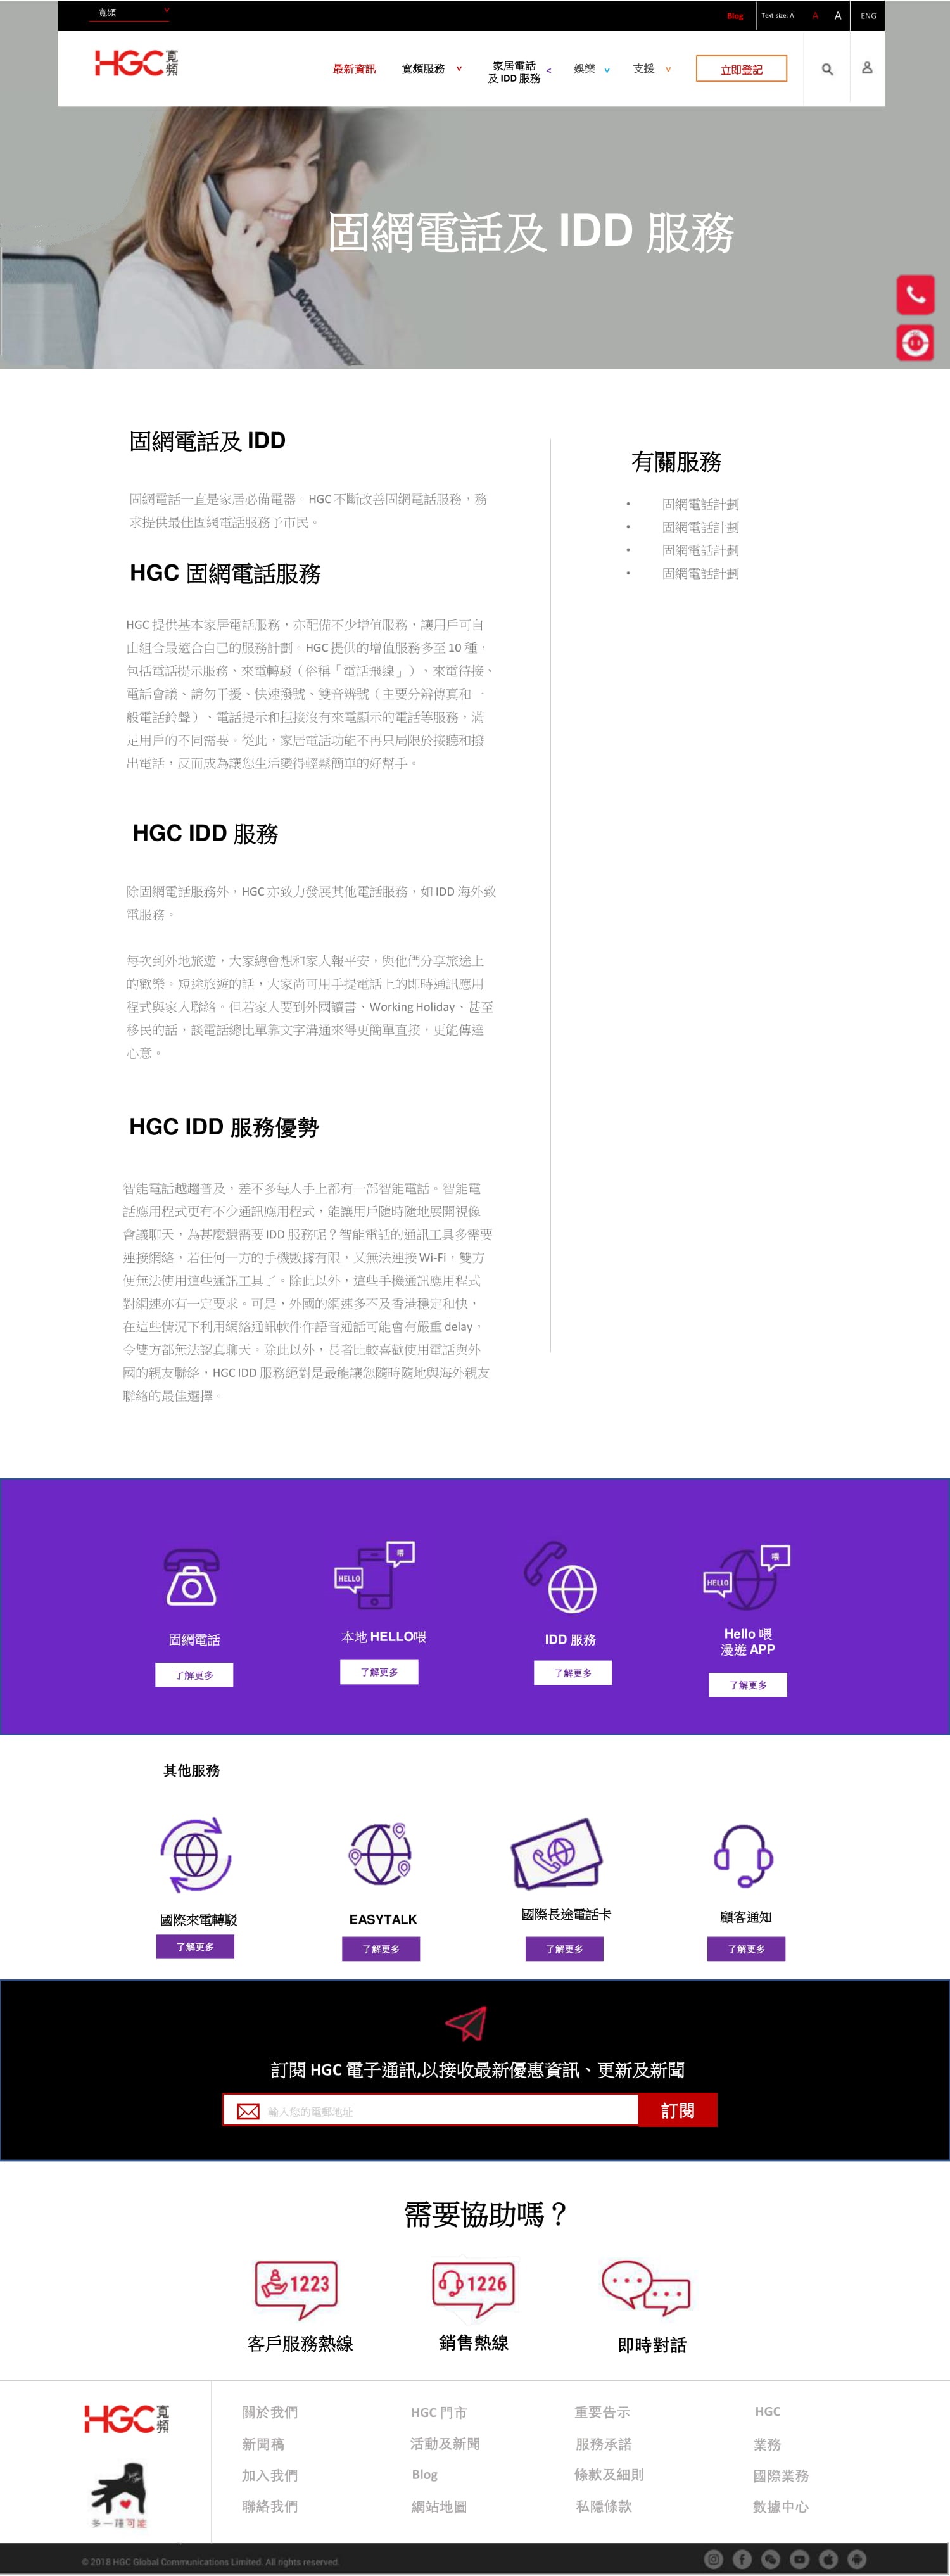 寬頻
Blog
Text size: A
A
A
ENG
HGC 寬頻
最新資訊
寬頻服務
家居電話
及 IDD 服務
娛樂
支援
立即登記
固網電話及 IDD 服務
固網電話及 IDD
固網電話一直是家居必備電器。HGC 不斷改善固網電話服務，務
求提供最佳固網電話服務予市民。
HGC 固網電話服務
HGC 提供基本家居電話服務，亦配備不少增值服務，讓用戶可自
由組合最適合自己的服務計劃。HGC 提供的增值服務多至 10 種，
包括電話提示服務、來電轉駁（俗稱「電話飛線」）、來電待接、
電話會議、請勿干擾、快速撥號、雙音辨號（主要分辨傳真和一
般電話鈴聲）、電話提示和拒接沒有來電顯示的電話等服務，滿
足用戶的不同需要。從此，家居電話功能不再只局限於接聽和撥
出電話，反而成為讓您生活變得輕鬆簡單的好幫手。
HGC IDD 服務
除固網電話服務外，HGC 亦致力發展其他電話服務，如 IDD 海外致
電服務。
每次到外地旅遊，大家總會想和家人報平安，與他們分享旅途上
的歡樂。短途旅遊的話，大家尚可用手提電話上的即時通訊應用
程式與家人聯絡。但若家人要到外國讀書、Working Holiday、甚至
移民的話，談電話總比單靠文字溝通來得更簡單直接，更能傳達
心意。
HGC IDD 服務優勢
智能電話越趨普及，差不多每人手上都有一部智能電話。智能電
話應用程式更有不少通訊應用程式，能讓用戶隨時隨地展開視像
會議聊天，為甚麼還需要 IDD 服務呢？智能電話的通訊工具多需要
連接網絡，若任何一方的手機數據有限，又無法連接 Wi-Fi，雙方
便無法使用這些通訊工具了。除此以外，這些手機通訊應用程式
對網速亦有一定要求。可是，外國的網速多不及香港穩定和快，
在這些情況下利用網絡通訊軟件作語音通話可能會有嚴重 delay，
令雙方都無法認真聊天。除此以外，長者比較喜歡使用電話與外
國的親友聯絡，HGC IDD 服務絕對是最能讓您隨時隨地與海外親友
聯絡的最佳選擇。
有關服務
• 固網電話計劃
• 固網電話計劃
• 固網電話計劃
• 固網電話計劃
HELLO
喂
HELLO
喂
固網電話
本地 HELLO喂
IDD 服務
Hello 喂
漫遊 APP
了解更多
了解更多
了解更多
了解更多
其他服務
國際來電轉駁
EASYTALK
國際長途電話卡
顧客通知
了解更多
了解更多
了解更多
了解更多
訂閱 HGC 電子通訊,以接收最新優惠資訊、更新及新聞
輸入您的電郵地址
訂閱
需要協助嗎？
1223
1226
客戶服務熱線
銷售熱線
即時對話
HGC 寬頻
多一種可能
關於我們
新聞稿
加入我們
聯絡我們
HGC 門市
活動及新聞
Blog
網站地圖
重要告示
服務承諾
條款及細則
私隱條款
HGC
業務
國際業務
數據中心
© 2018 HGC Global Communications Limited. All rights reserved.